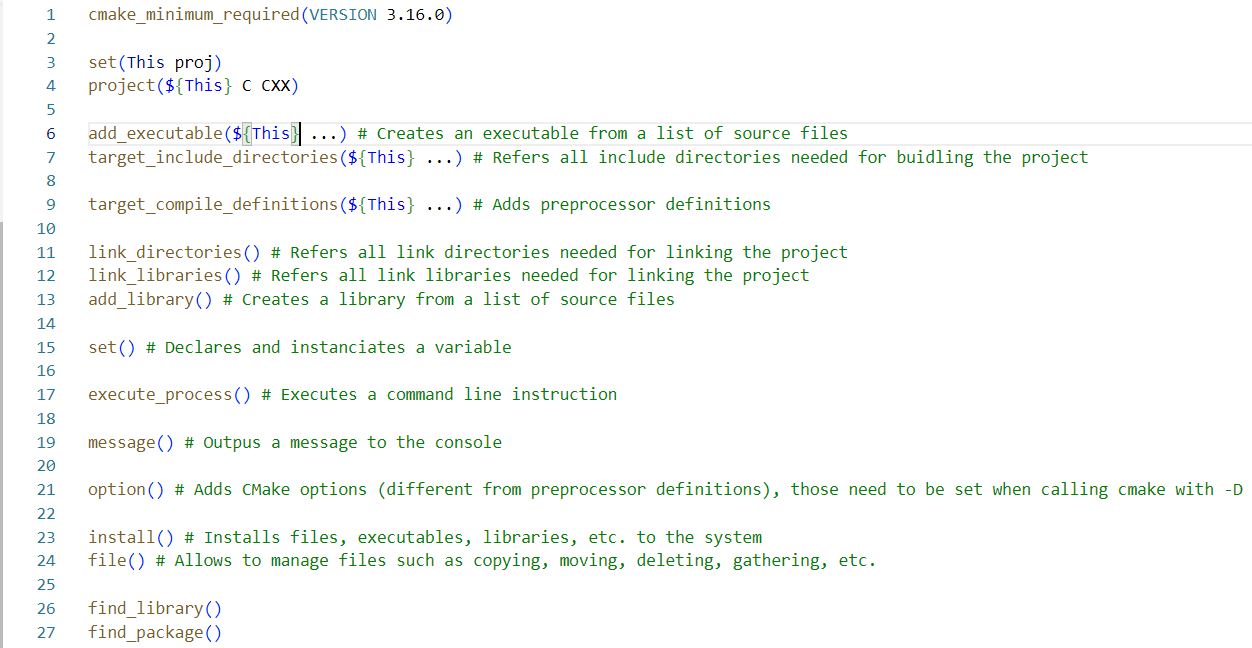 1 cmake_minimum_required(VERSION 3.16.0)
2
3 set(This proj)
4 project(${This} C CXX)
5
6 add_executable(${This} ...) # Creates an executable from a list of source files
7 target_include_directories(${This} ...) # Refers all include directories needed for buidling the project
8
9 target_compile_definitions(${This} ...) # Adds preprocessor definitions
10
11 link_directories() # Refers all link directories needed for linking the project
12 link_libraries() # Refers all link libraries needed for linking the project
13 add_library() # Creates a library from a list of source files
14
15 set() # Declares and instanciates a variable
16
17 execute_process() # Executes a command line instruction
18
19 message() # Outpus a message to the console
20
21 option() # Adds CMake options (different from preprocessor definitions), those need to be set when calling cmake with -D
22
23 install() # Installs files, executables, libraries, etc. to the system
24 file() # Allows to manage files such as copying, moving, deleting, gathering, etc.
25
26 find_library()
27 find_package()